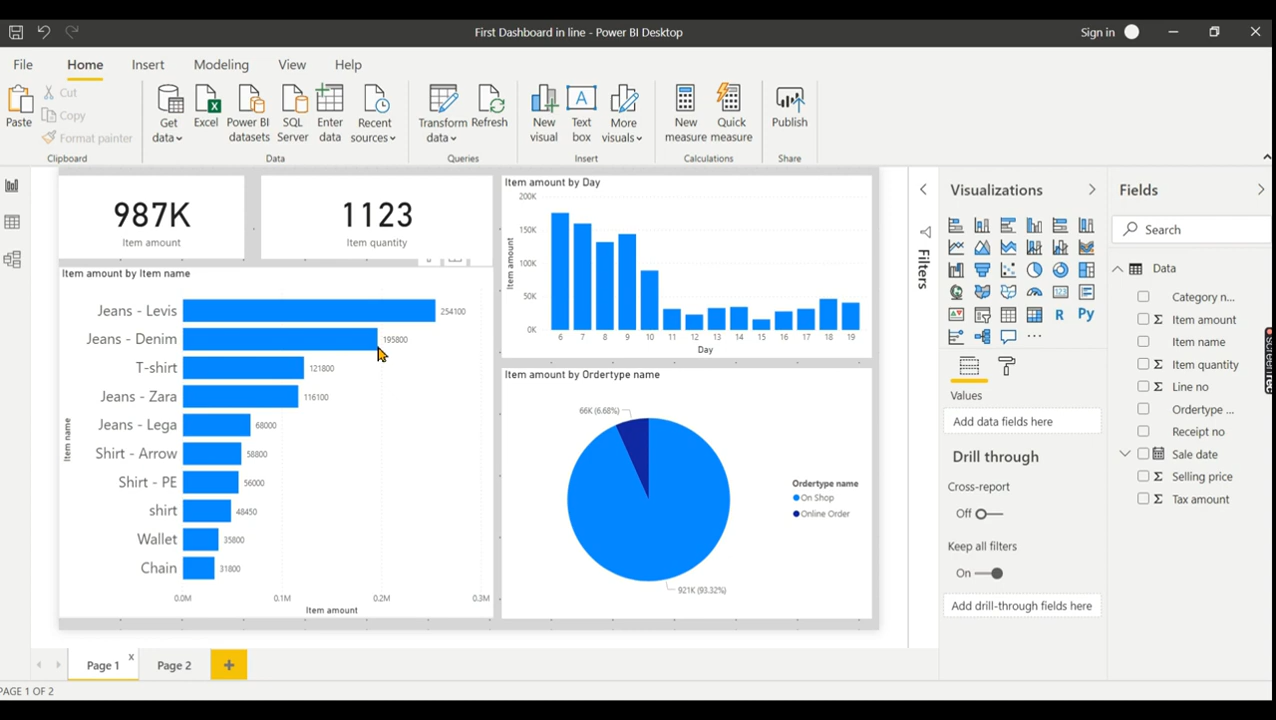 First Dashboard in line - Power BI Desktop
Sign in
File Home Insert Modeling View Help
Paste
Cut
Copy
Format painter
Clipboard
Get data
Excel
Power BI datasets
SQL Server
Enter data
Recent sources
Data
Transform data
Refresh
Queries
New visual
Text box
More visuals
Insert
New measure
Quick measure
Calculations
Publish
Share
987K
Item amount
1123
Item quantity
Item amount by Item name
Item name
Jeans - Levis 254100
Jeans - Denim 195800
T-shirt 121800
Jeans - Zara 116100
Jeans - Lega 68000
Shirt - Arrow 58800
Shirt - PE 56000
shirt 48450
Wallet 35800
Chain 31800
0.0M 0.1M 0.2M 0.3M
Item amount
Item amount by Day
Item amount
200K
150K
100K
50K
0K
6 7 8 9 10 11 12 13 14 15 16 17 18 19
Day
Item amount by Ordertype name
66K (6.68%)
921K (93.32%)
Ordertype name
On Shop
Online Order
Filters
Visualizations
R Py
Values
Add data fields here
Drill through
Cross-report
Off
Keep all filters
On
Add drill-through fields here
Fields
Search
Data
Category n...
Σ Item amount
Item name
Σ Item quantity
Σ Line no
Ordertype ...
Receipt no
Sale date
Σ Selling price
Σ Tax amount
Page 1
Page 2
PAGE 1 OF 2
screenrec